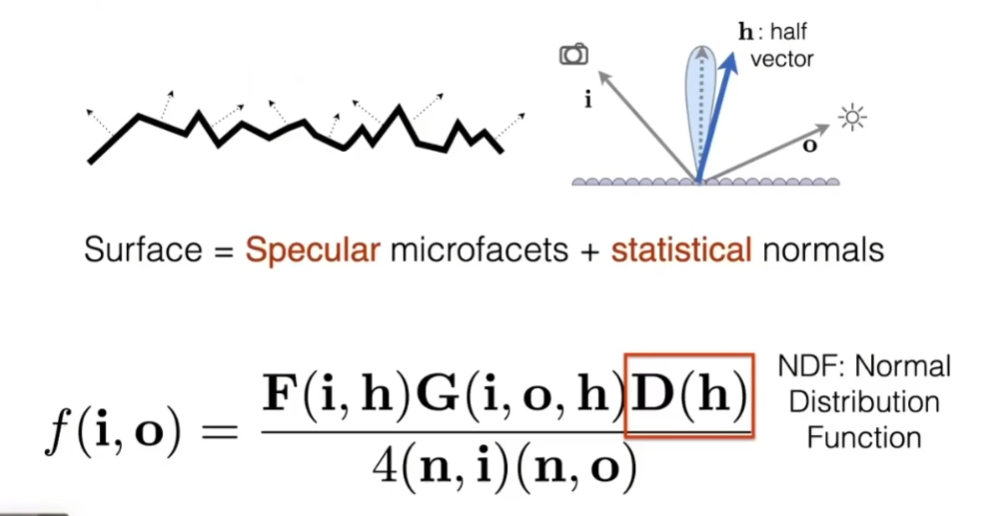 h: half
vector
i
o
Surface = Specular microfacets + statistical normals
f(i, o) = F(i, h)G(i, o, h)D(h) / 4(n, i)(n, o)
NDF: Normal
Distribution
Function